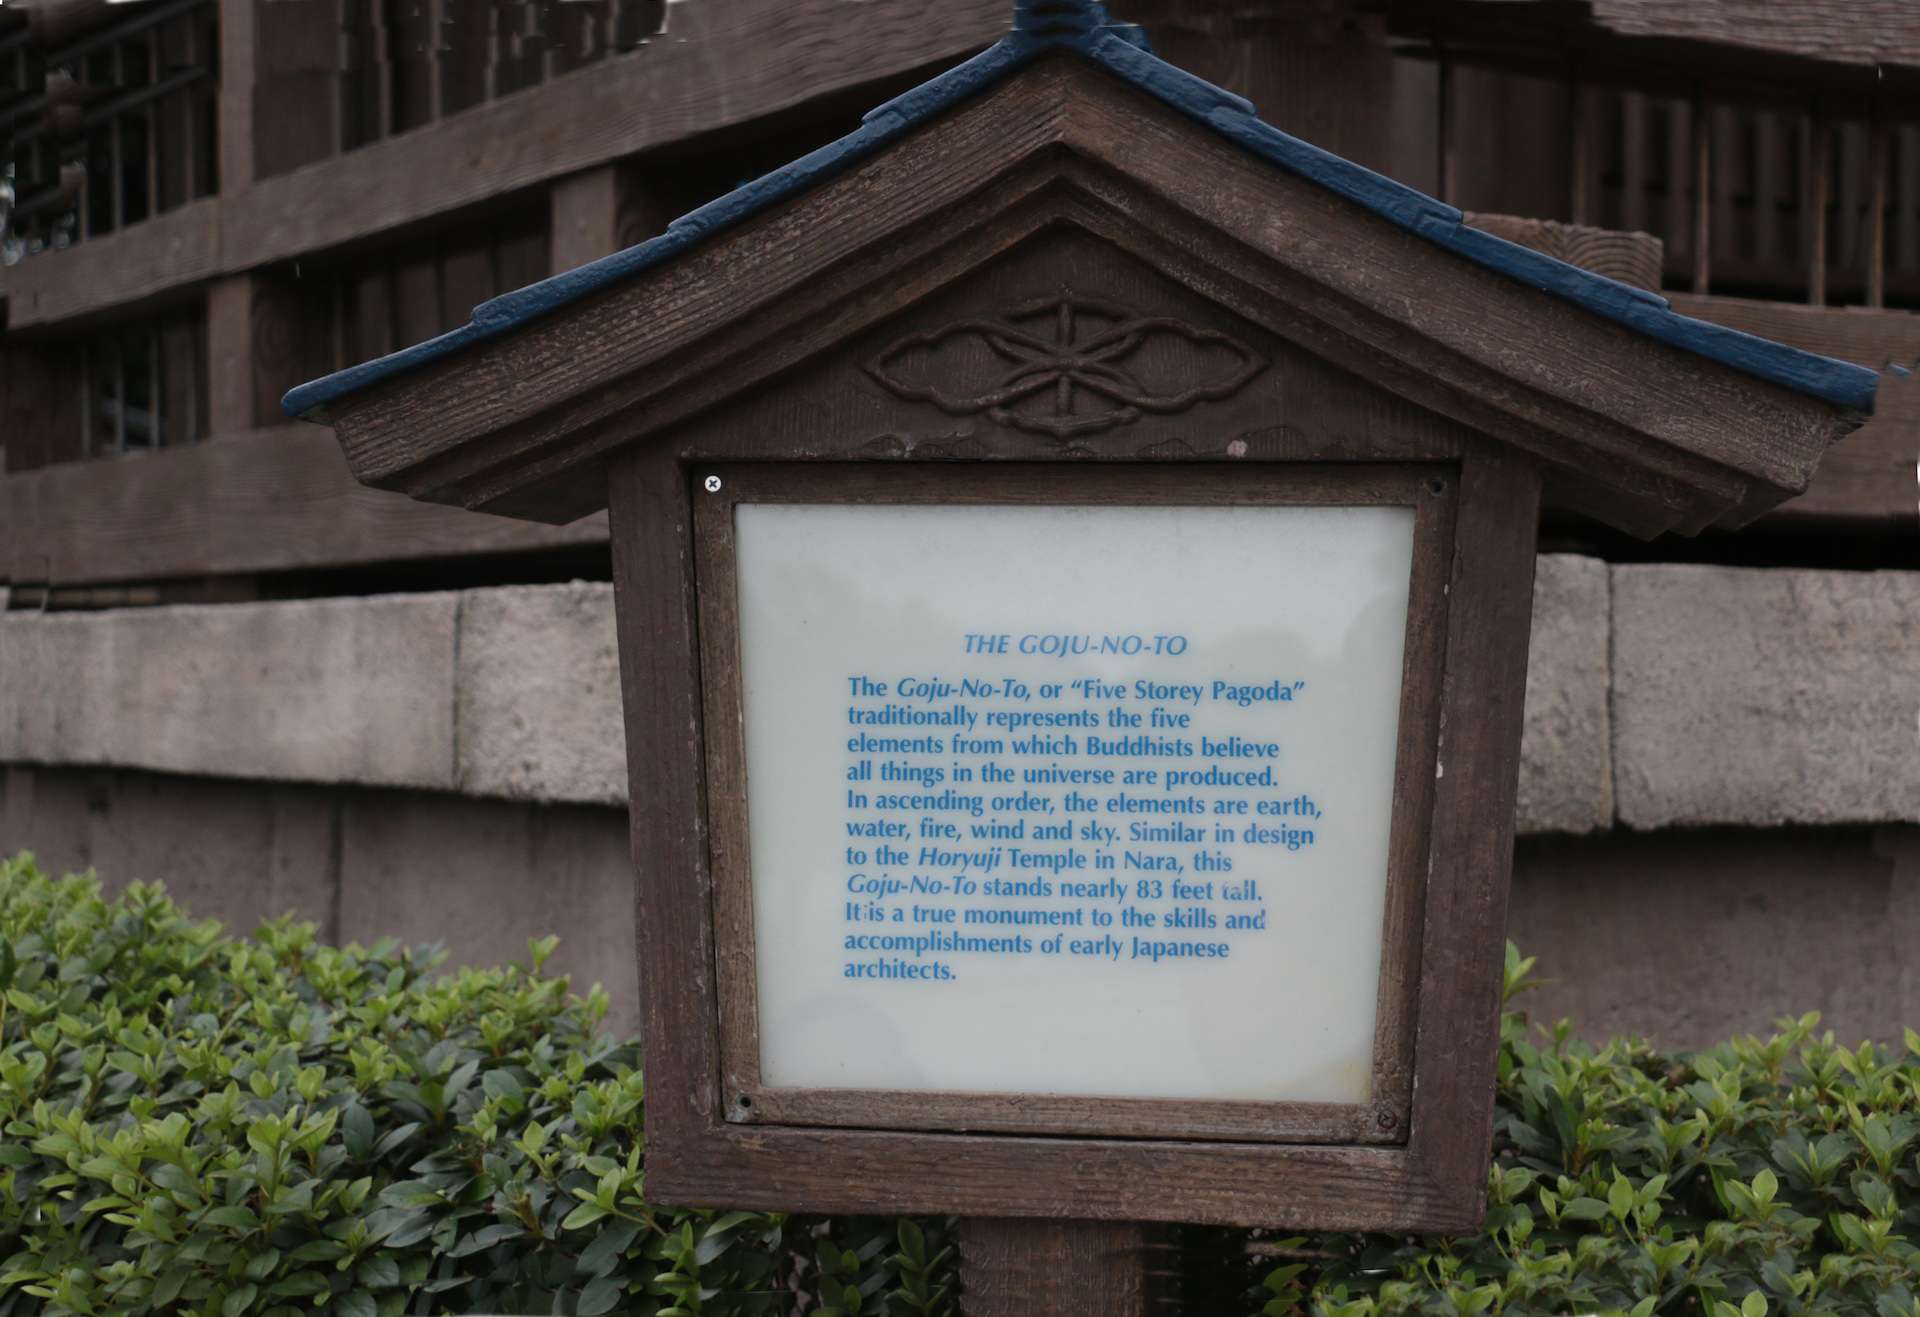 THE GOJU-NO-TO
The Goju-No-To, or “Five Storey Pagoda”
traditionally represents the five
elements from which Buddhists believe
all things in the universe are produced.
In ascending order, the elements are earth,
water, fire, wind and sky. Similar in design
to the Horyuji Temple in Nara, this
Goju-No-To stands nearly 83 feet tall.
It is a true monument to the skills and
accomplishments of early Japanese
architects.